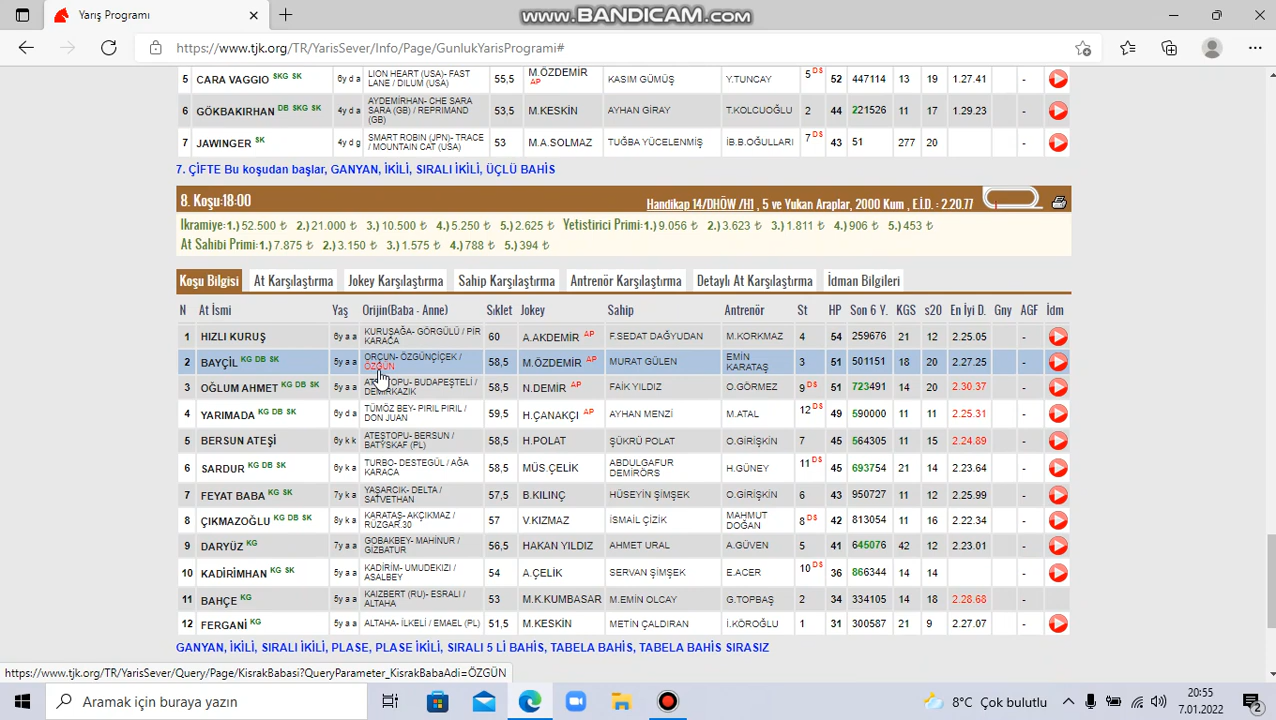 www.BANDICAM.com
Yarış Programı
https://www.tjk.org/TR/YarisSever/Info/Page/GunlukYarisProgrami#
5 CARA VAGGIO SKG SK 6y d a LION HEART (USA)- FAST LANE / DILUM (USA) 55,5 M.ÖZDEMİR AP KASIM GÜMÜŞ Y.TUNCAY 5 DS 52 447114 13 19 1.27.41 -
6 GÖKBAKIRHAN DB SKG SK 4y d a AYDEMİRHAN- CHE SARA SARA (GB) / REPRIMAND (GB) 53,5 M.KESKİN AYHAN GİRAY T.KOLCUOĞLU 2 44 221526 11 17 1.29.23 -
7 JAWINGER SK 4y d g SMART ROBIN (JPN)- TRACE / MOUNTAIN CAT (USA) 53 M.A.SOLMAZ TUĞBA YÜCELENMİŞ İB.B.OĞULLARI 7 DS 43 51 277 20 -
7. ÇİFTE Bu koşudan başlar, GANYAN, İKİLİ, SIRALI İKİLİ, ÜÇLÜ BAHİS
8. Koşu:18:00 Handikap 14/DHÖW /H1 , 5 ve Yukarı Araplar, 2000 Kum , E.İ.D. : 2.20.77
İkramiye:1.) 52.500 ₺ 2.) 21.000 ₺ 3.) 10.500 ₺ 4.) 5.250 ₺ 5.) 2.625 ₺ Yetistirici Primi:1.) 9.056 ₺ 2.) 3.623 ₺ 3.) 1.811 ₺ 4.) 906 ₺ 5.) 453 ₺
At Sahibi Primi:1.) 7.875 ₺ 2.) 3.150 ₺ 3.) 1.575 ₺ 4.) 788 ₺ 5.) 394 ₺
Koşu Bilgisi At Karşılaştırma Jokey Karşılaştırma Sahip Karşılaştırma Antrenör Karşılaştırma Detaylı At Karşılaştırma İdman Bilgileri
N At İsmi Yaş Orijin(Baba - Anne) Sıklet Jokey Sahip Antrenör St HP Son 6 Y. KGS s20 En İyi D. Gny AGF İdm
1 HIZLI KURUŞ 6y a a KURUŞAĞA- GÖRGÜLÜ / PİR KARACA 60 A.AKDEMİR AP F.SEDAT DAĞYUDAN M.KORKMAZ 4 54 259676 21 12 2.25.05 -
2 BAYÇİL KG DB SK 5y a a ORÇUN- ÖZGÜNÇİÇEK / ÖZGÜN 58,5 M.ÖZDEMİR AP MURAT GÜLEN EMİN KARATAŞ 3 51 501151 18 20 2.27.25 -
3 OĞLUM AHMET KG DB SK 5y a a ATEŞTOPU- BUDAPEŞTELİ / DEMİRKAZIK 58,5 N.DEMİR AP FAİK YILDIZ O.GÖRMEZ 9 DS 51 723491 14 20 2.30.37 -
4 YARIMADA KG DB SK 6y d a TÜMÖZ BEY- PIRIL PIRIL / DON JUAN 59,5 H.ÇANAKÇI AP AYHAN MENZİ M.ATAL 12 DS 49 590000 11 11 2.25.31 -
5 BERSUN ATEŞİ 6y k k ATEŞTOPU- BERSUN / BATYSKAF (PL) 58,5 H.POLAT ŞÜKRÜ POLAT O.GİRİŞKİN 7 45 564305 11 15 2.24.89 -
6 SARDUR KG DB SK 6y k a TURBO- DESTEGÜL / AĞA KARACA 58,5 MÜS.ÇELİK ABDULGAFUR DEMİRÖRS H.GÜNEY 11 DS 45 693754 21 14 2.23.64 -
7 FEYAT BABA KG SK 7y k YAŞARCIK- DELTA / SATVETHAN 57,5 B.KILINÇ HÜSEYİN ŞİMŞEK O.GİRİŞKİN 6 43 950727 11 12 2.25.99 -
8 ÇIKMAZOĞLU KG DB SK 8y k KARATAŞ- AKÇIKMAZ / RÜZGAR.30 57 V.KIZMAZ İSMAİL ÇİZİK MAHMUT DOĞAN 8 DS 42 813054 11 16 2.22.34 -
9 DARYÜZ KG 7y a a GOBAKBEY- MAHİNUR / GİZBATUR 56,5 HAKAN YILDIZ AHMET URAL A.GÜVEN 5 41 645076 42 12 2.23.01 -
10 KADİRİMHAN KG SK 5y a a KADİRİM- UMUDEKIZI / ASALBEY 54 A.ÇELİK SERVAN ŞİMŞEK E.ACER 10 DS 36 866344 14 14 -
11 BAHÇE KG 5y a a KAIZBERT (RU)- ESRALI / ALTAHA 53 M.K.KUMBASAR M.EMİN OLCAY G.TOPBAŞ 2 34 334105 14 18 2.28.68 -
12 FERGANİ KG 5y a a ALTAHA- İLKELİ / EMAEL (PL) 51,5 M.KESKİN METİN ÇALDIRAN İ.KÖROĞLU 1 31 300587 21 9 2.27.07 -
GANYAN, İKİLİ, SIRALI İKİLİ, PLASE, PLASE İKİLİ, SIRALI 5 Lİ BAHİS, TABELA BAHİS, TABELA BAHİS SIRASIZ
https://www.tjk.org/TR/YarisSever/Query/Page/KisrakBabasi?QueryParameter_KisrakBabaAdi=ÖZGÜN
Aramak için buraya yazın
8°C Çok bulutlu
20:55
7.01.2022
2